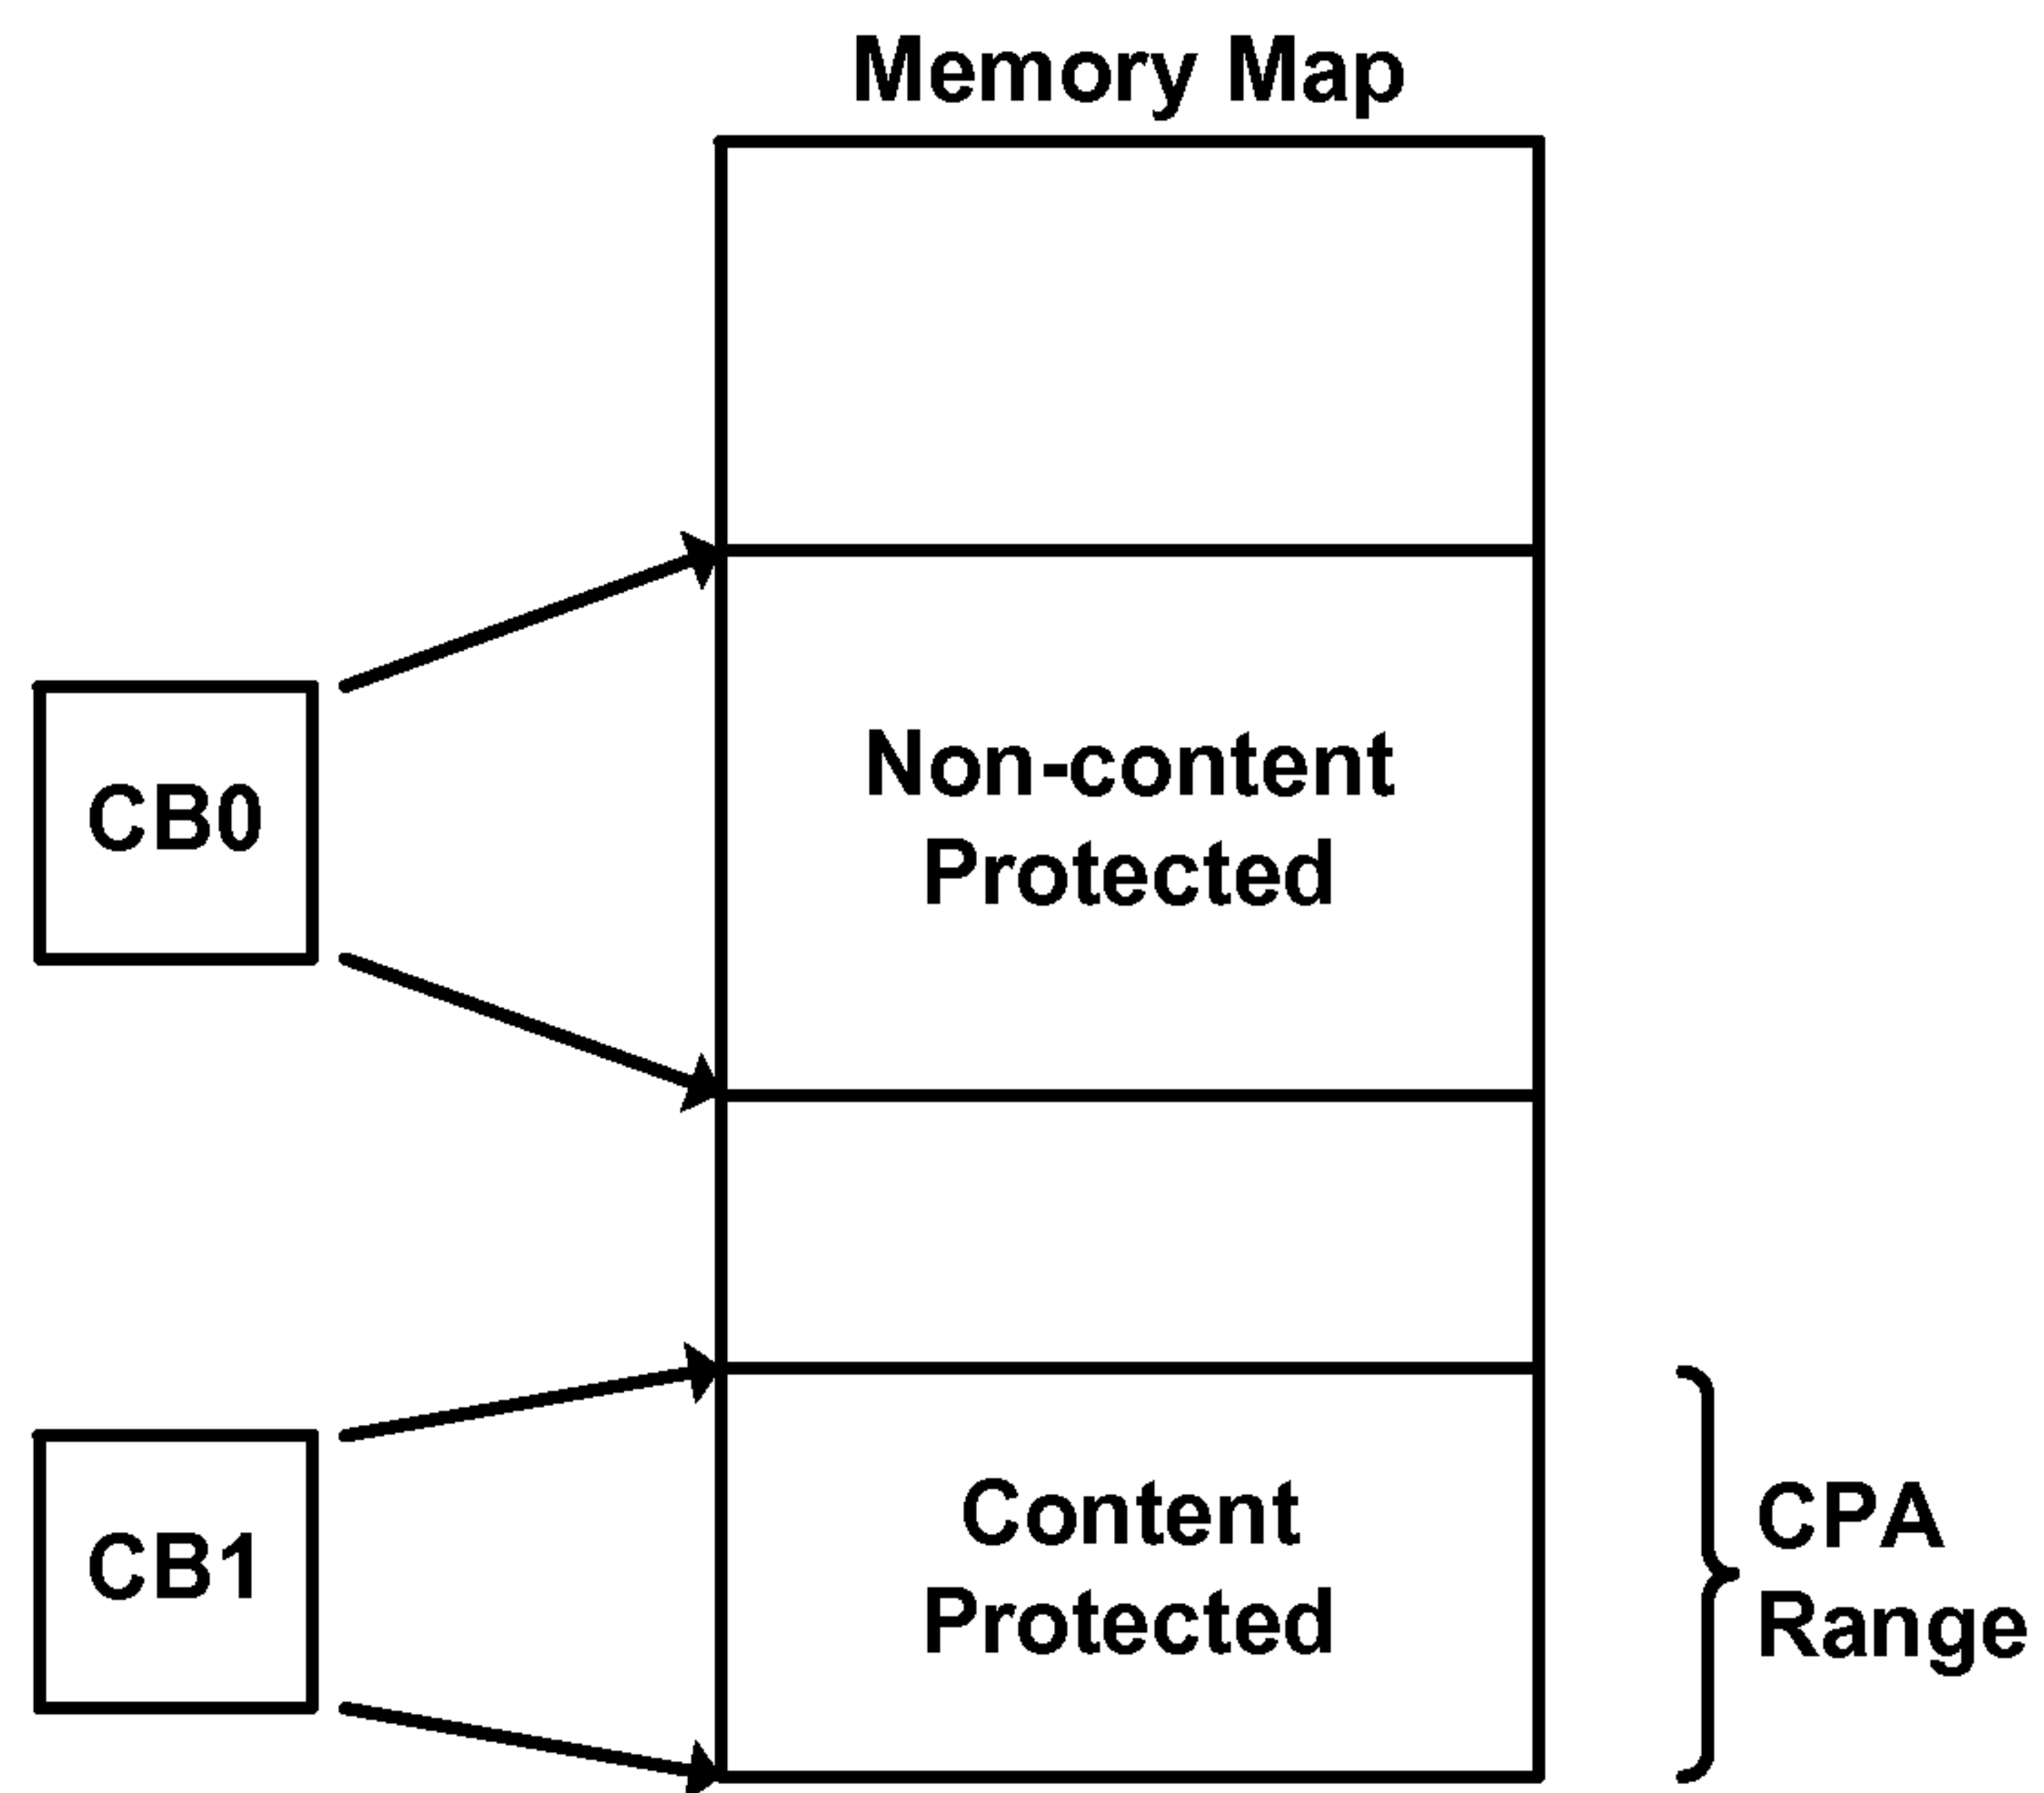 Memory Map
CB0
Non-content
Protected
CB1
Content
Protected
CPA
Range